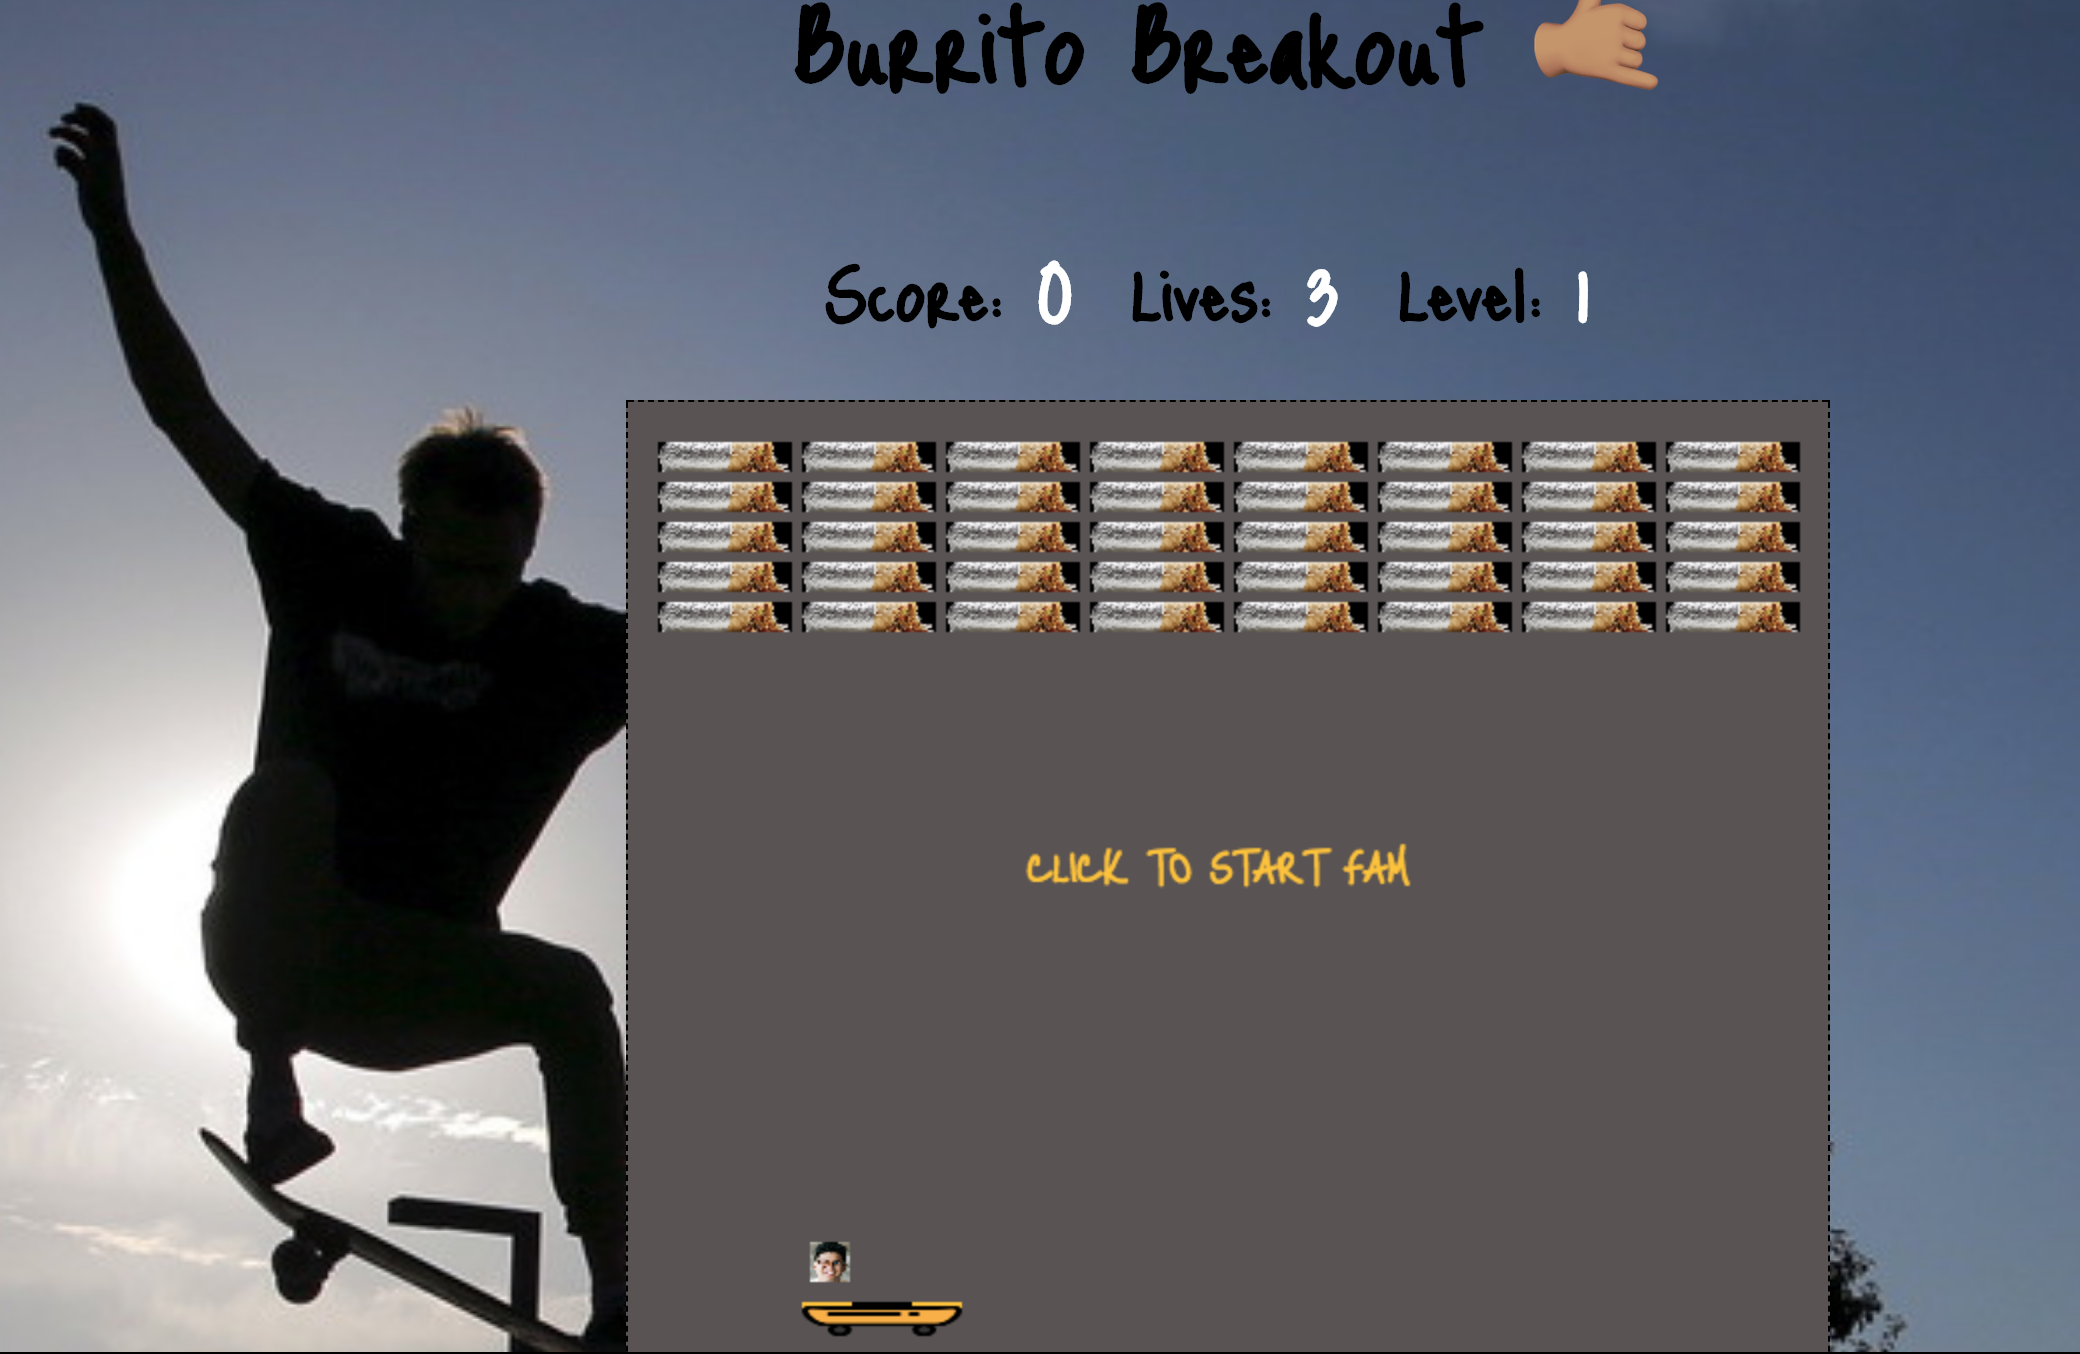 Burrito Breakout 🤙
Score: 0 Lives: 3 Level: 1
CLICK TO START FAM